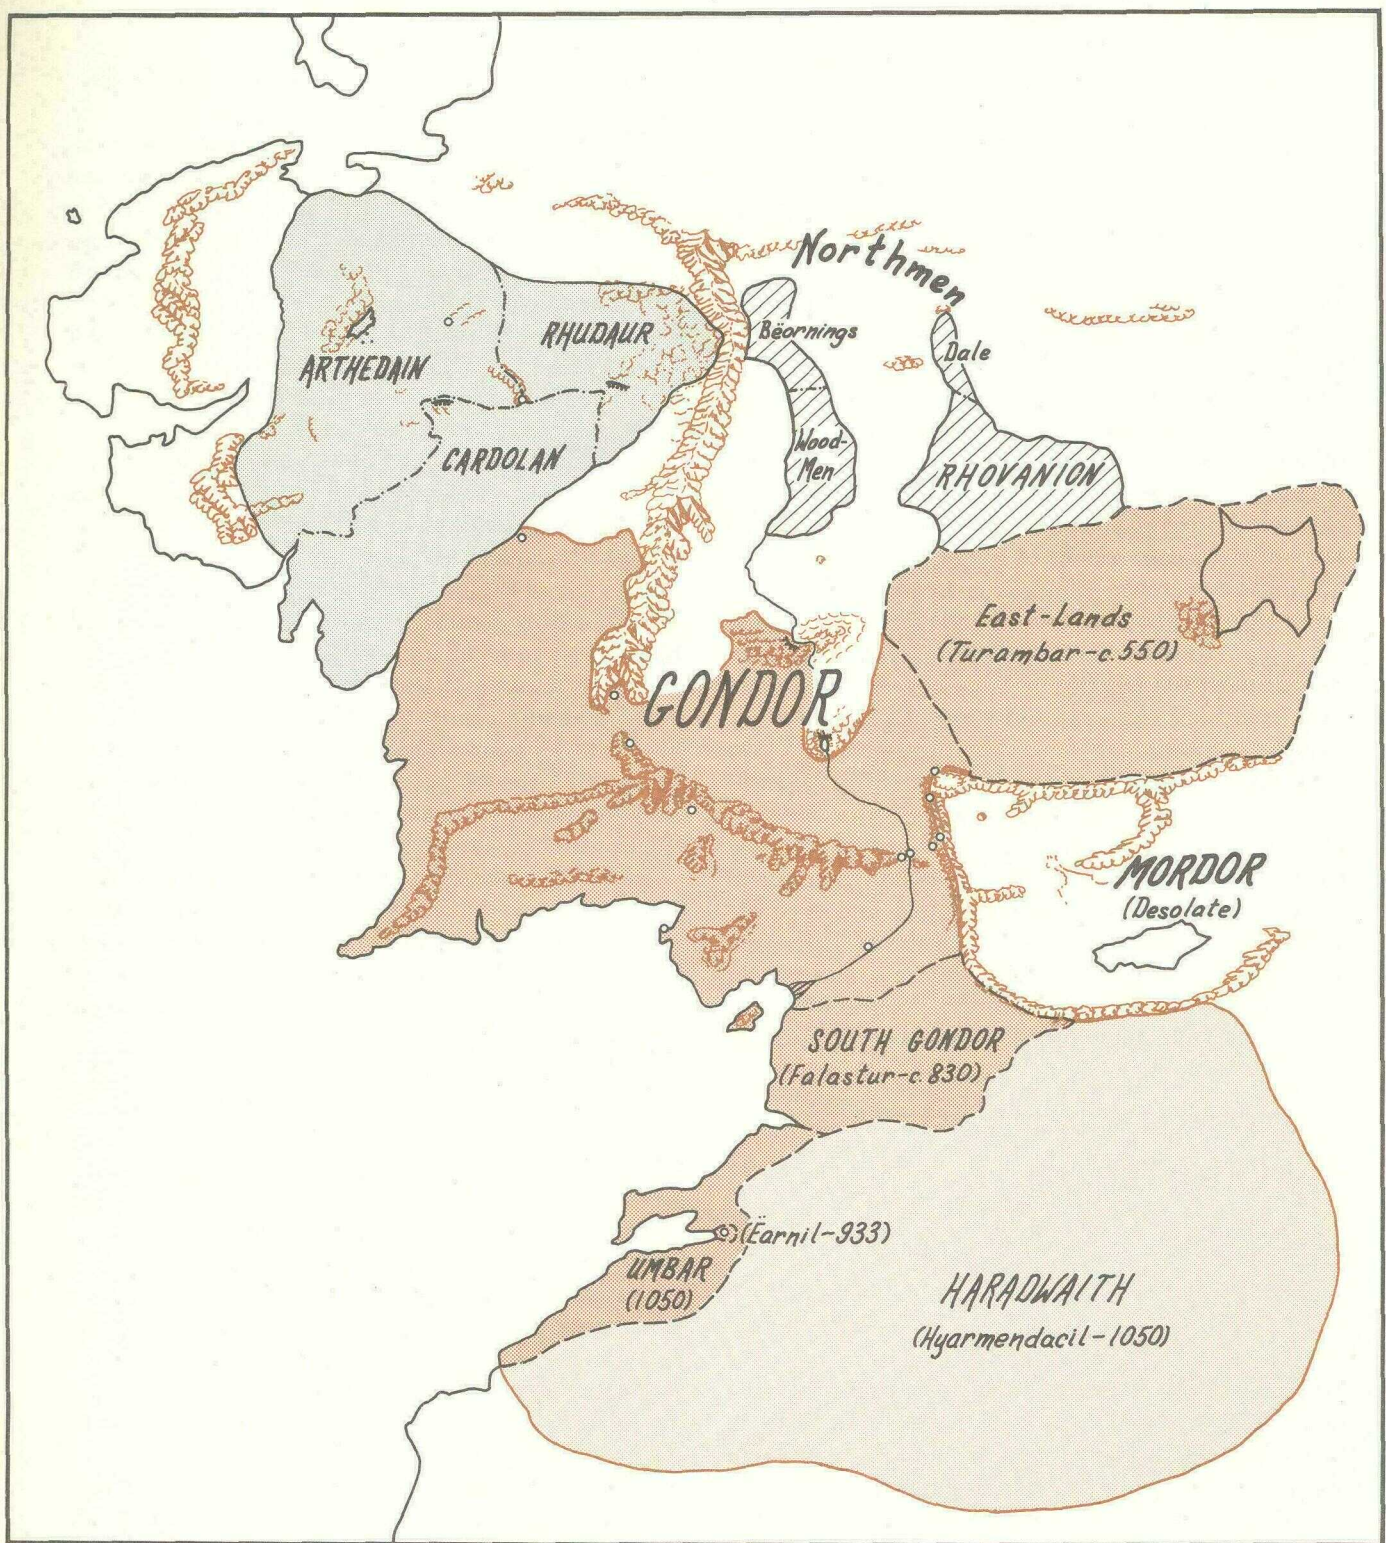 Northmen
Bëornings
RHUDAUR
ARTHEDAIN
Dale
CARDOLAN
Wood-
Men
RHOVANION
East-Lands
(Turambar-c.550)
GONDOR
MORDOR
(Desolate)
SOUTH GONDOR
(Falastur-c.830)
(Ëarnil-933)
UMBAR
(1050)
HARADWAITH
(Hyarmendacil-1050)